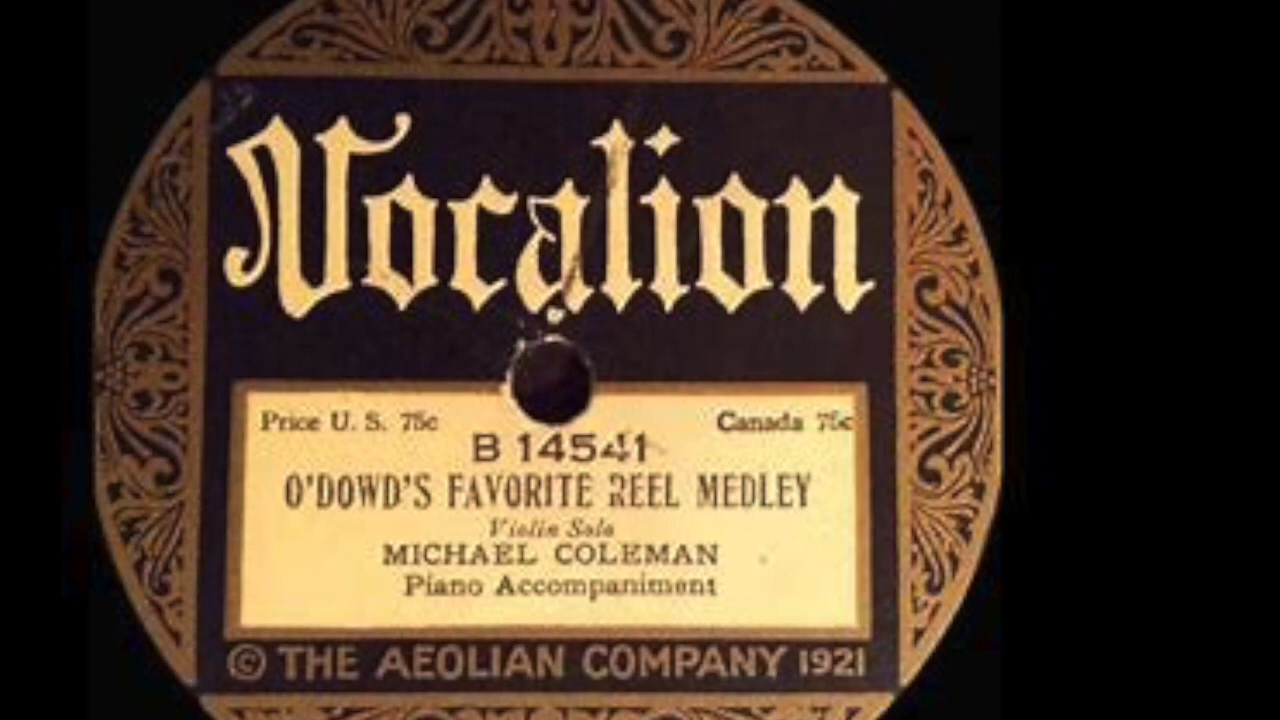 Vocalion
Price U. S. 75c Canada 75c
B 14541
O'DOWD'S FAVORITE REEL MEDLEY
Violin Solo
MICHAEL COLEMAN
Piano Accompaniment
© THE AEOLIAN COMPANY 1921